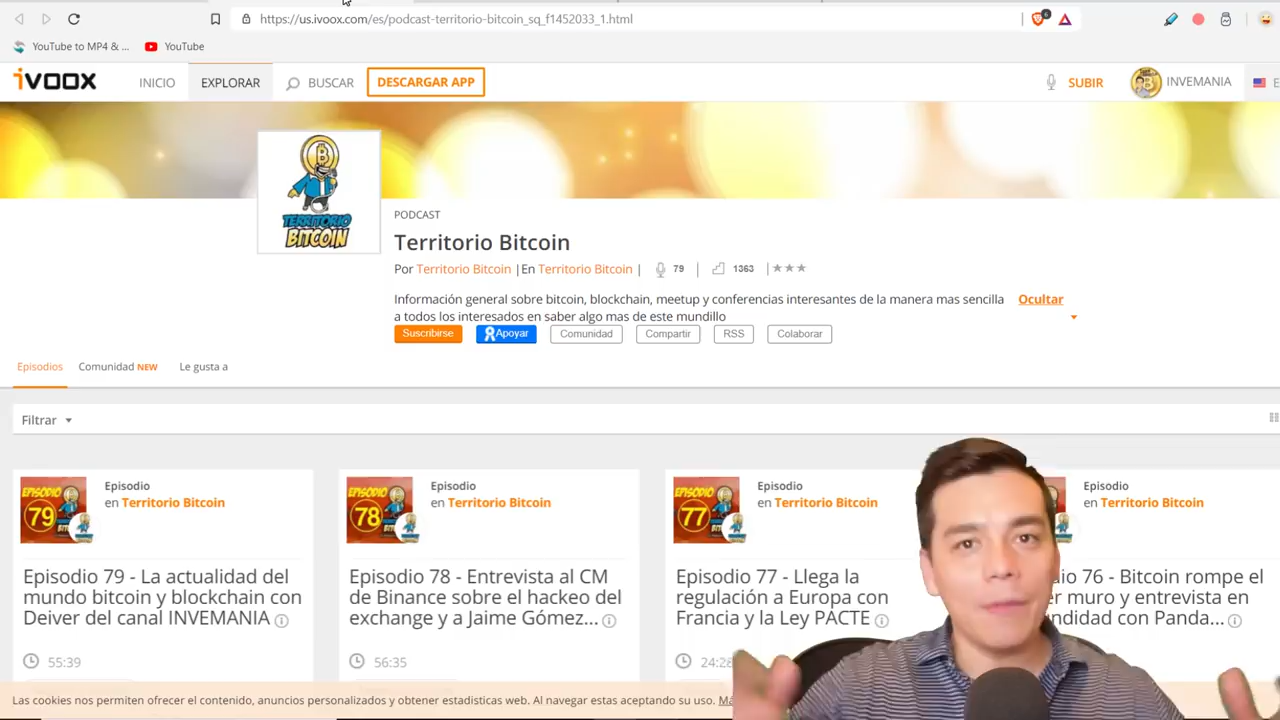 https://us.ivoox.com/es/podcast-territorio-bitcoin_sq_f1452033_1.html
6
YouTube to MP4 & ...
YouTube
iVOOX
INICIO
EXPLORAR
BUSCAR
DESCARGAR APP
SUBIR
INVEMANIA
E
TERRITORIO
BITCOIN
PODCAST
Territorio Bitcoin
Por Territorio Bitcoin | En Territorio Bitcoin | 79 | 1363 |
Información general sobre bitcoin, blockchain, meetup y conferencias interesantes de la manera mas sencilla
a todos los interesados en saber algo mas de este mundillo
Ocultar
Suscribirse
Apoyar
Comunidad
Compartir
RSS
Colaborar
Episodios
Comunidad NEW
Le gusta a
Filtrar
EPISODIO
79
Episodio
en Territorio Bitcoin
Episodio 79 - La actualidad del
mundo bitcoin y blockchain con
Deiver del canal INVEMANIA
55:39
EPISODIO
78
Episodio
en Territorio Bitcoin
Episodio 78 - Entrevista al CM
de Binance sobre el hackeo del
exchange y a Jaime Gómez...
56:35
EPISODIO
77
Episodio
en Territorio Bitcoin
Episodio 77 - Llega la
regulación a Europa con
Francia y la Ley PACTE
24:28
Episodio
en Territorio Bitcoin
dio 76 - Bitcoin rompe el
er muro y entrevista en
ndidad con Panda...
Las cookies nos permiten ofrecer el contenido, anuncios personalizados y obtener estadísticas web. Al navegar estas aceptando su uso. Má